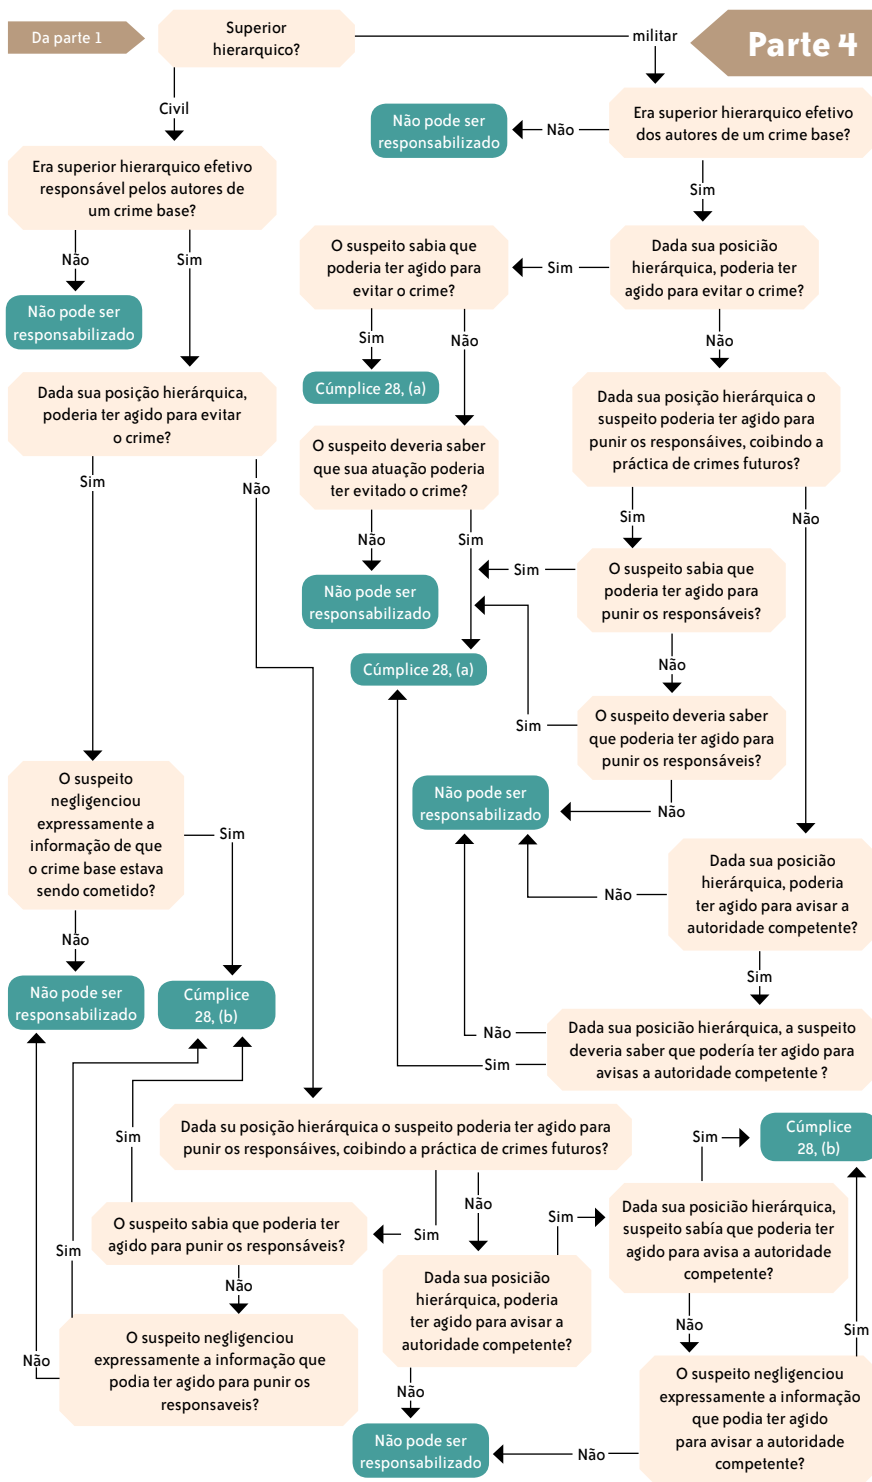 Da parte 1
Superior
hierarquico?
militar
Parte 4
Civil
Não pode ser
responsabilizado
Não
Era superior hierarquico efetivo
dos autores de um crime base?
Era superior hierarquico efetivo
responsável pelos autores de
um crime base?
Sim
Não
Sim
Não pode ser
responsabilizado
O suspeito sabia que
poderia ter agido para
evitar o crime?
Sim
Dada sua posicião
hierárquica, poderia ter
agido para evitar o crime?
Sim
Não
Não
Cúmplice 28, (a)
Dada sua posição hierárquica,
poderia ter agido para evitar
o crime?
Dada sua posição hierárquica o
suspeito poderia ter agido para
punir os responsáives, coibindo a
práctica de crimes futuros?
O suspeito deveria saber
que sua atuação poderia
ter evitado o crime?
Sim
Não
Não
Sim
Sim
Não
Não pode ser
responsabilizado
Sim
O suspeito sabia que
poderia ter agido para
punir os responsáveis?
Cúmplice 28, (a)
Não
Sim
O suspeito deveria saber
que poderia ter agido para
punir os responsáveis?
Não pode ser
responsabilizado
Não
O suspeito
negligenciou
expressamente a
informação de que
o crime base estava
sendo cometido?
Sim
Não
Não
Dada sua posicião
hierárquica, poderia
ter agido para avisar a
autoridade competente?
Sim
Não pode ser
responsabilizado
Cúmplice
28, (b)
Não
Sim
Dada sua posicião hierárquica, a suspeito
deveria saber que podería ter agido para
avisas a autoridade competente ?
Dada su posição hierárquica o suspeito poderia ter agido para
punir os responsáives, coibindo a práctica de crimes futuros?
Sim
Cúmplice
28, (b)
Sim
Sim
Não
O suspeito sabia que poderia ter
agido para punir os responsáveis?
Sim
Dada sua posicião hierárquica,
suspeito sabía que poderia ter
agido para avisa a autoridade
competente?
Sim
Não
Dada sua posicião
hierárquica, poderia
ter agido para avisar a
autoridade competente?
Não
Sim
O suspeito negligenciou
expressamente a informação que
podia ter agido para punir os
responsaveis?
Não
Não
O suspeito negligenciou
expressamente a informação
que podia ter agido
para avisar a autoridade
competente?
Não pode ser
responsabilizado
Não